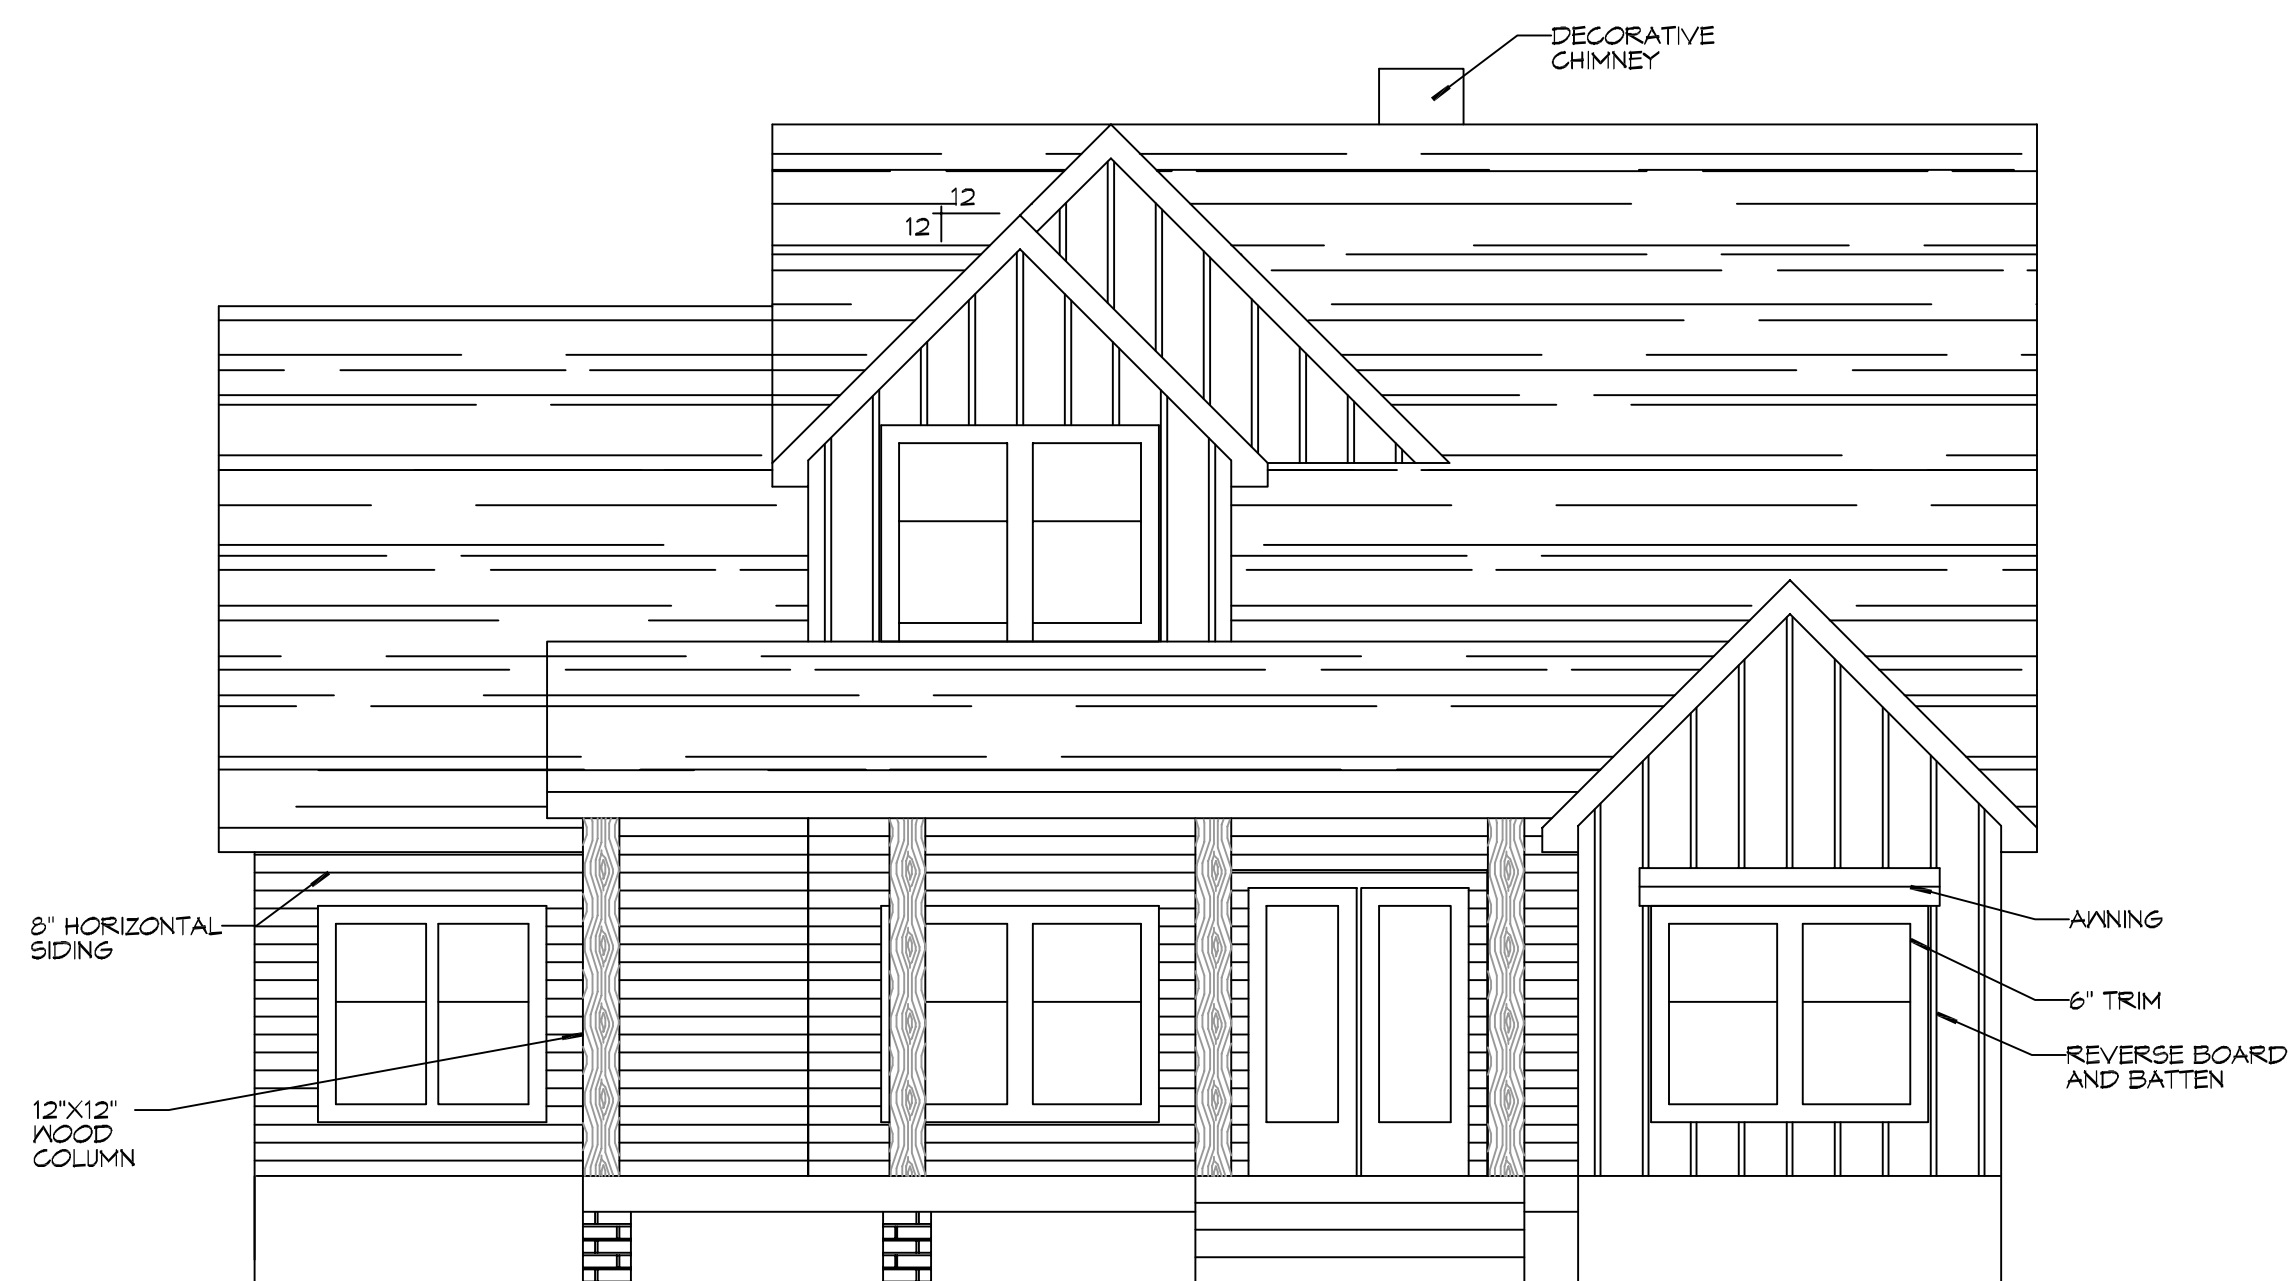 DECORATIVE
CHIMNEY
12
12
8" HORIZONTAL
SIDING
AWNING
6" TRIM
REVERSE BOARD
AND BATTEN
12"X12"
WOOD
COLUMN